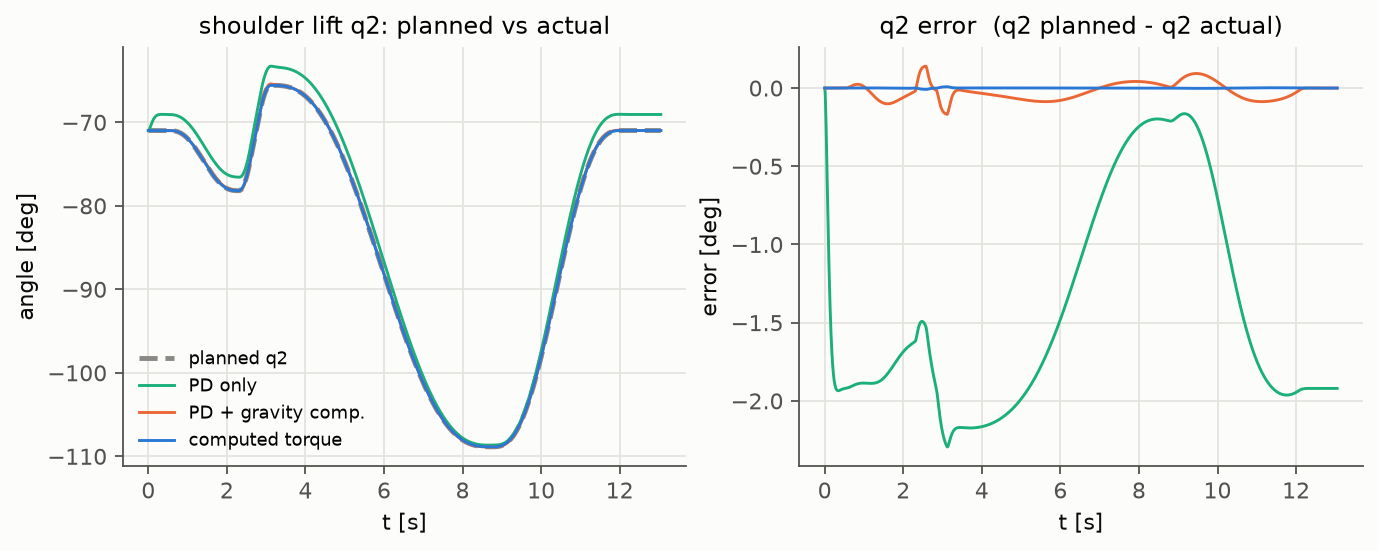 shoulder lift q2: planned vs actual
angle [deg]
−70
−80
−90
−100
−110
planned q2
PD only
PD + gravity comp.
computed torque
0 2 4 6 8 10 12
t [s]
q2 error (q2 planned - q2 actual)
error [deg]
0.0
−0.5
−1.0
−1.5
−2.0
0 2 4 6 8 10 12
t [s]